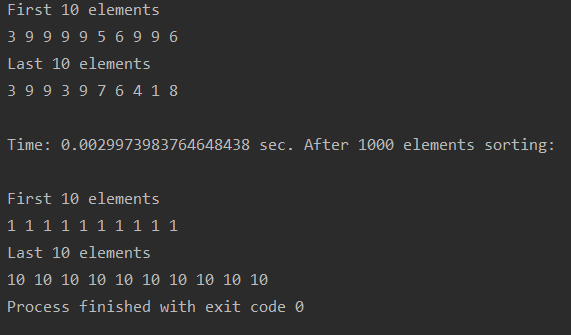 First 10 elements
3 9 9 9 9 5 6 9 9 6
Last 10 elements
3 9 9 3 9 7 6 4 1 8
Time: 0.0029973983764648438 sec. After 1000 elements sorting:
First 10 elements
1 1 1 1 1 1 1 1 1 1
Last 10 elements
10 10 10 10 10 10 10 10 10 10
Process finished with exit code 0